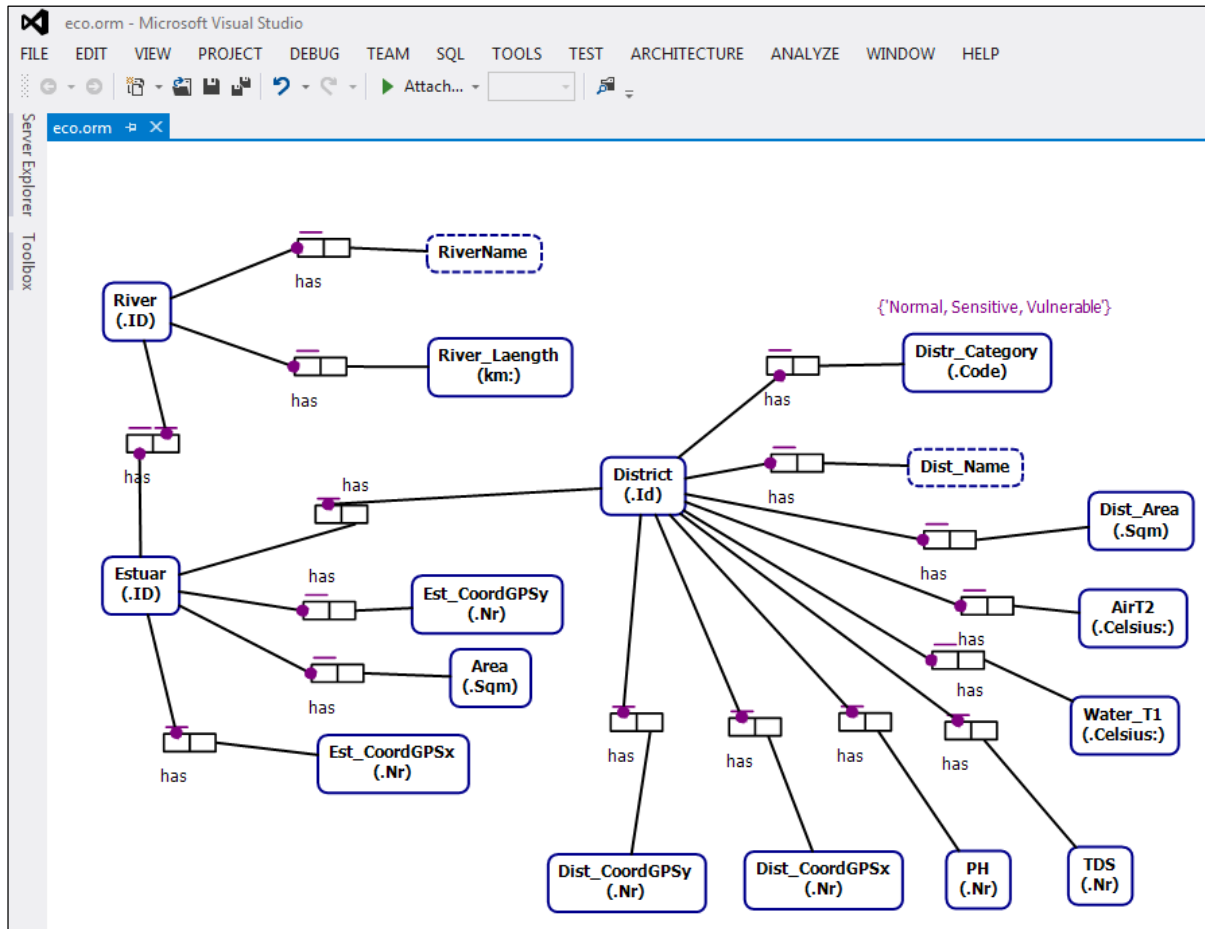 eco.orm - Microsoft Visual Studio
FILE EDIT VIEW PROJECT DEBUG TEAM SQL TOOLS TEST ARCHITECTURE ANALYZE WINDOW HELP
Attach...
Server Explorer
Toolbox
eco.orm
RiverName
has
River
(.ID)
{'Normal, Sensitive, Vulnerable'}
River_Laength
(km:)
has
Distr_Category
(.Code)
has
has
District
(.Id)
Dist_Name
has
has
Dist_Area
(.Sqm)
has
Estuar
(.ID)
has
Est_CoordGPSy
(.Nr)
AirT2
(.Celsius:)
has
Area
(.Sqm)
has
has
Water_T1
(.Celsius:)
Est_CoordGPSx
(.Nr)
has
has
has
has
has
Dist_CoordGPSy
(.Nr)
Dist_CoordGPSx
(.Nr)
PH
(.Nr)
TDS
(.Nr)